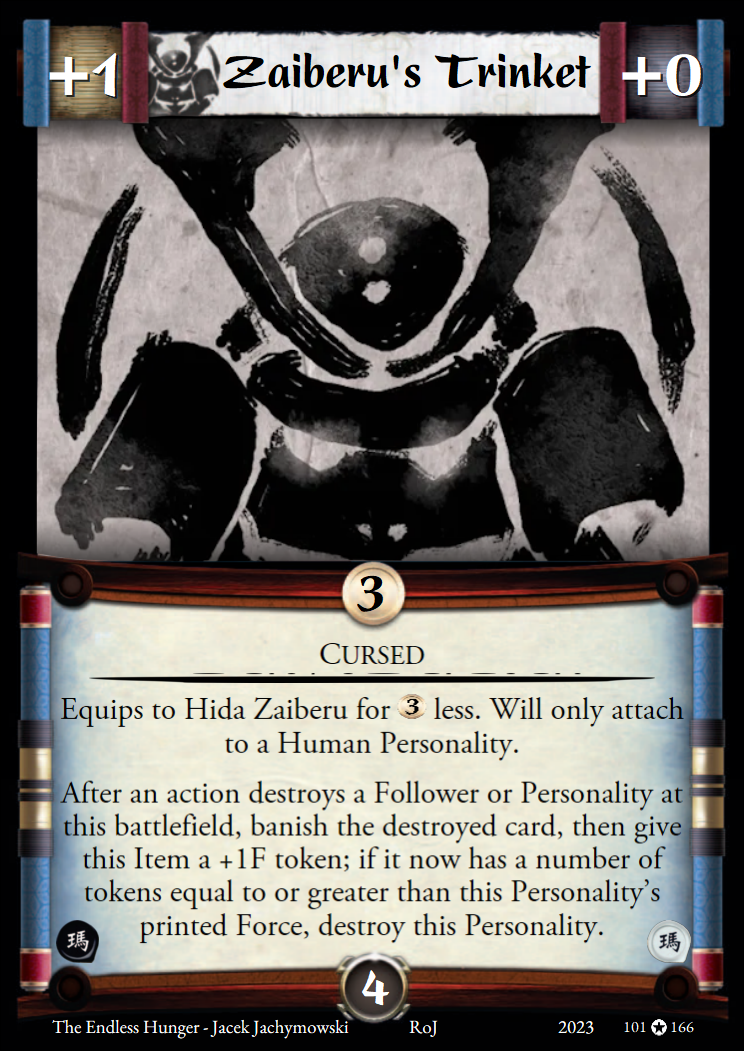 +1 Zaiberu's Trinket +0
3
CURSED
Equips to Hida Zaiberu for 3 less. Will only attach
to a Human Personality.
After an action destroys a Follower or Personality at
this battlefield, banish the destroyed card, then give
this Item a +1F token; if it now has a number of
tokens equal to or greater than this Personality’s
printed Force, destroy this Personality.
瑪 瑪
4
The Endless Hunger - Jacek Jachymowski RoJ 2023 101 166